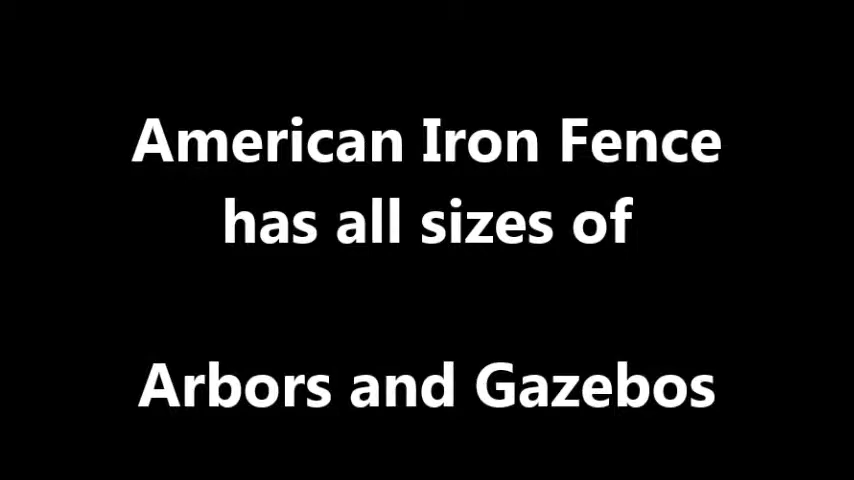 American Iron Fence
has all sizes of
Arbors and Gazebos